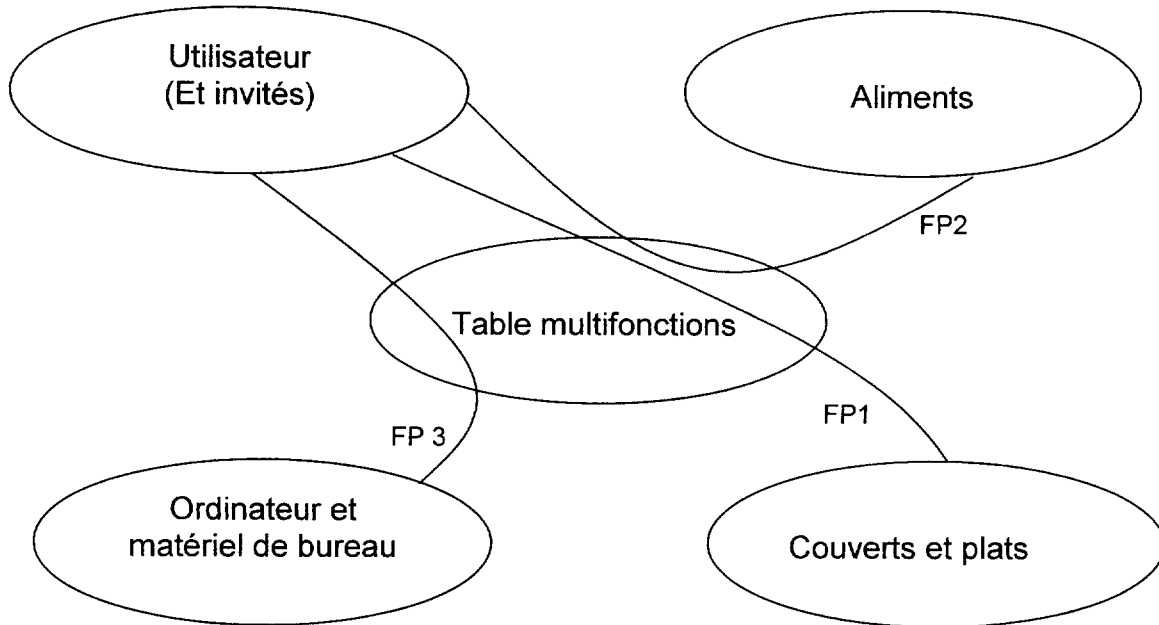 Utilisateur
(Et invités)
Aliments
FP2
Table multifonctions
FP1
FP 3
Ordinateur et
matériel de bureau
Couverts et plats